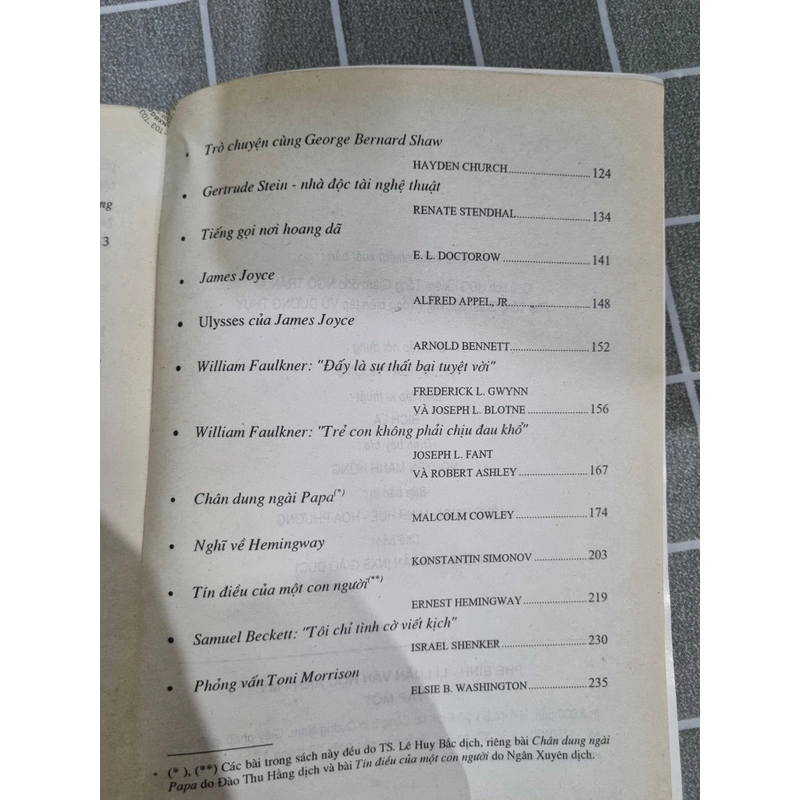 ng
3
• Trò chuyện cùng George Bernard Shaw
HAYDEN CHURCH..............................124
• Gertrude Stein - nhà độc tài nghệ thuật
RENATE STENDHAL..........................134
• Tiếng gọi nơi hoang dã
E. L. DOCTOROW..............................141
• James Joyce
ALFRED APPEL, JR............................148
• Ulysses của James Joyce
ARNOLD BENNETT...........................152
• William Faulkner: "Đấy là sự thất bại tuyệt vời"
FREDERICK L. GWYNN
VÀ JOSEPH L. BLOTNE......................156
• William Faulkner: "Trẻ con không phải chịu đau khổ"
JOSEPH L. FANT
VÀ ROBERT ASHLEY.........................167
• Chân dung ngài Papa(*)
MALCOLM COWLEY...........................174
• Nghĩ về Hemingway
KONSTANTIN SIMONOV....................203
• Tín điều của một con người(**)
ERNEST HEMINGWAY.......................219
• Samuel Beckett: "Tôi chỉ tình cờ viết kịch"
ISRAEL SHENKER...............................230
• Phỏng vấn Toni Morrison
ELSIE B. WASHINGTON.....................235
• (*), (**) Các bài trong sách này đều do TS. Lê Huy Bắc dịch, riêng bài Chân dung ngài
Papa do Đào Thu Hằng dịch và bài Tín điều của một con người do Ngân Xuyên dịch.